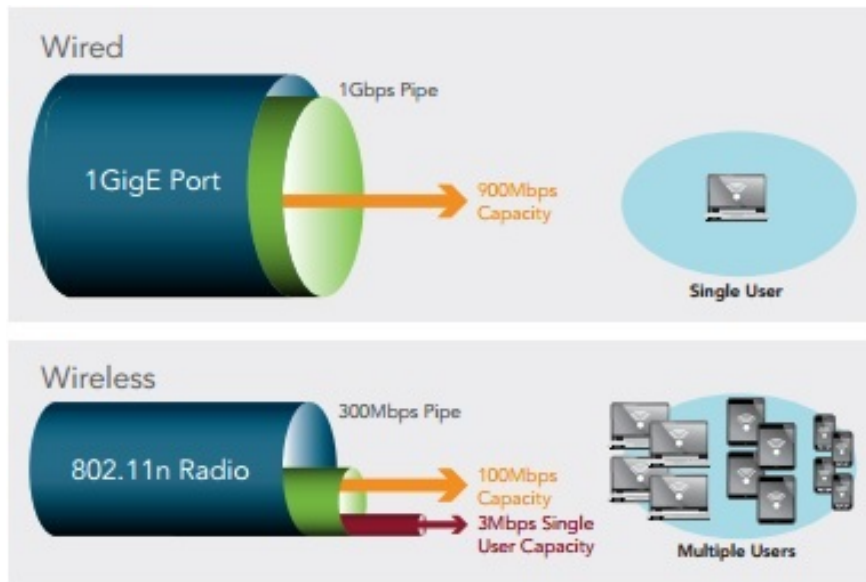 Wired
1Gbps Pipe
1GigE Port
900Mbps
Capacity
Single User
Wireless
300Mbps Pipe
802.11n Radio
100Mbps
Capacity
3Mbps Single
User Capacity
Multiple Users